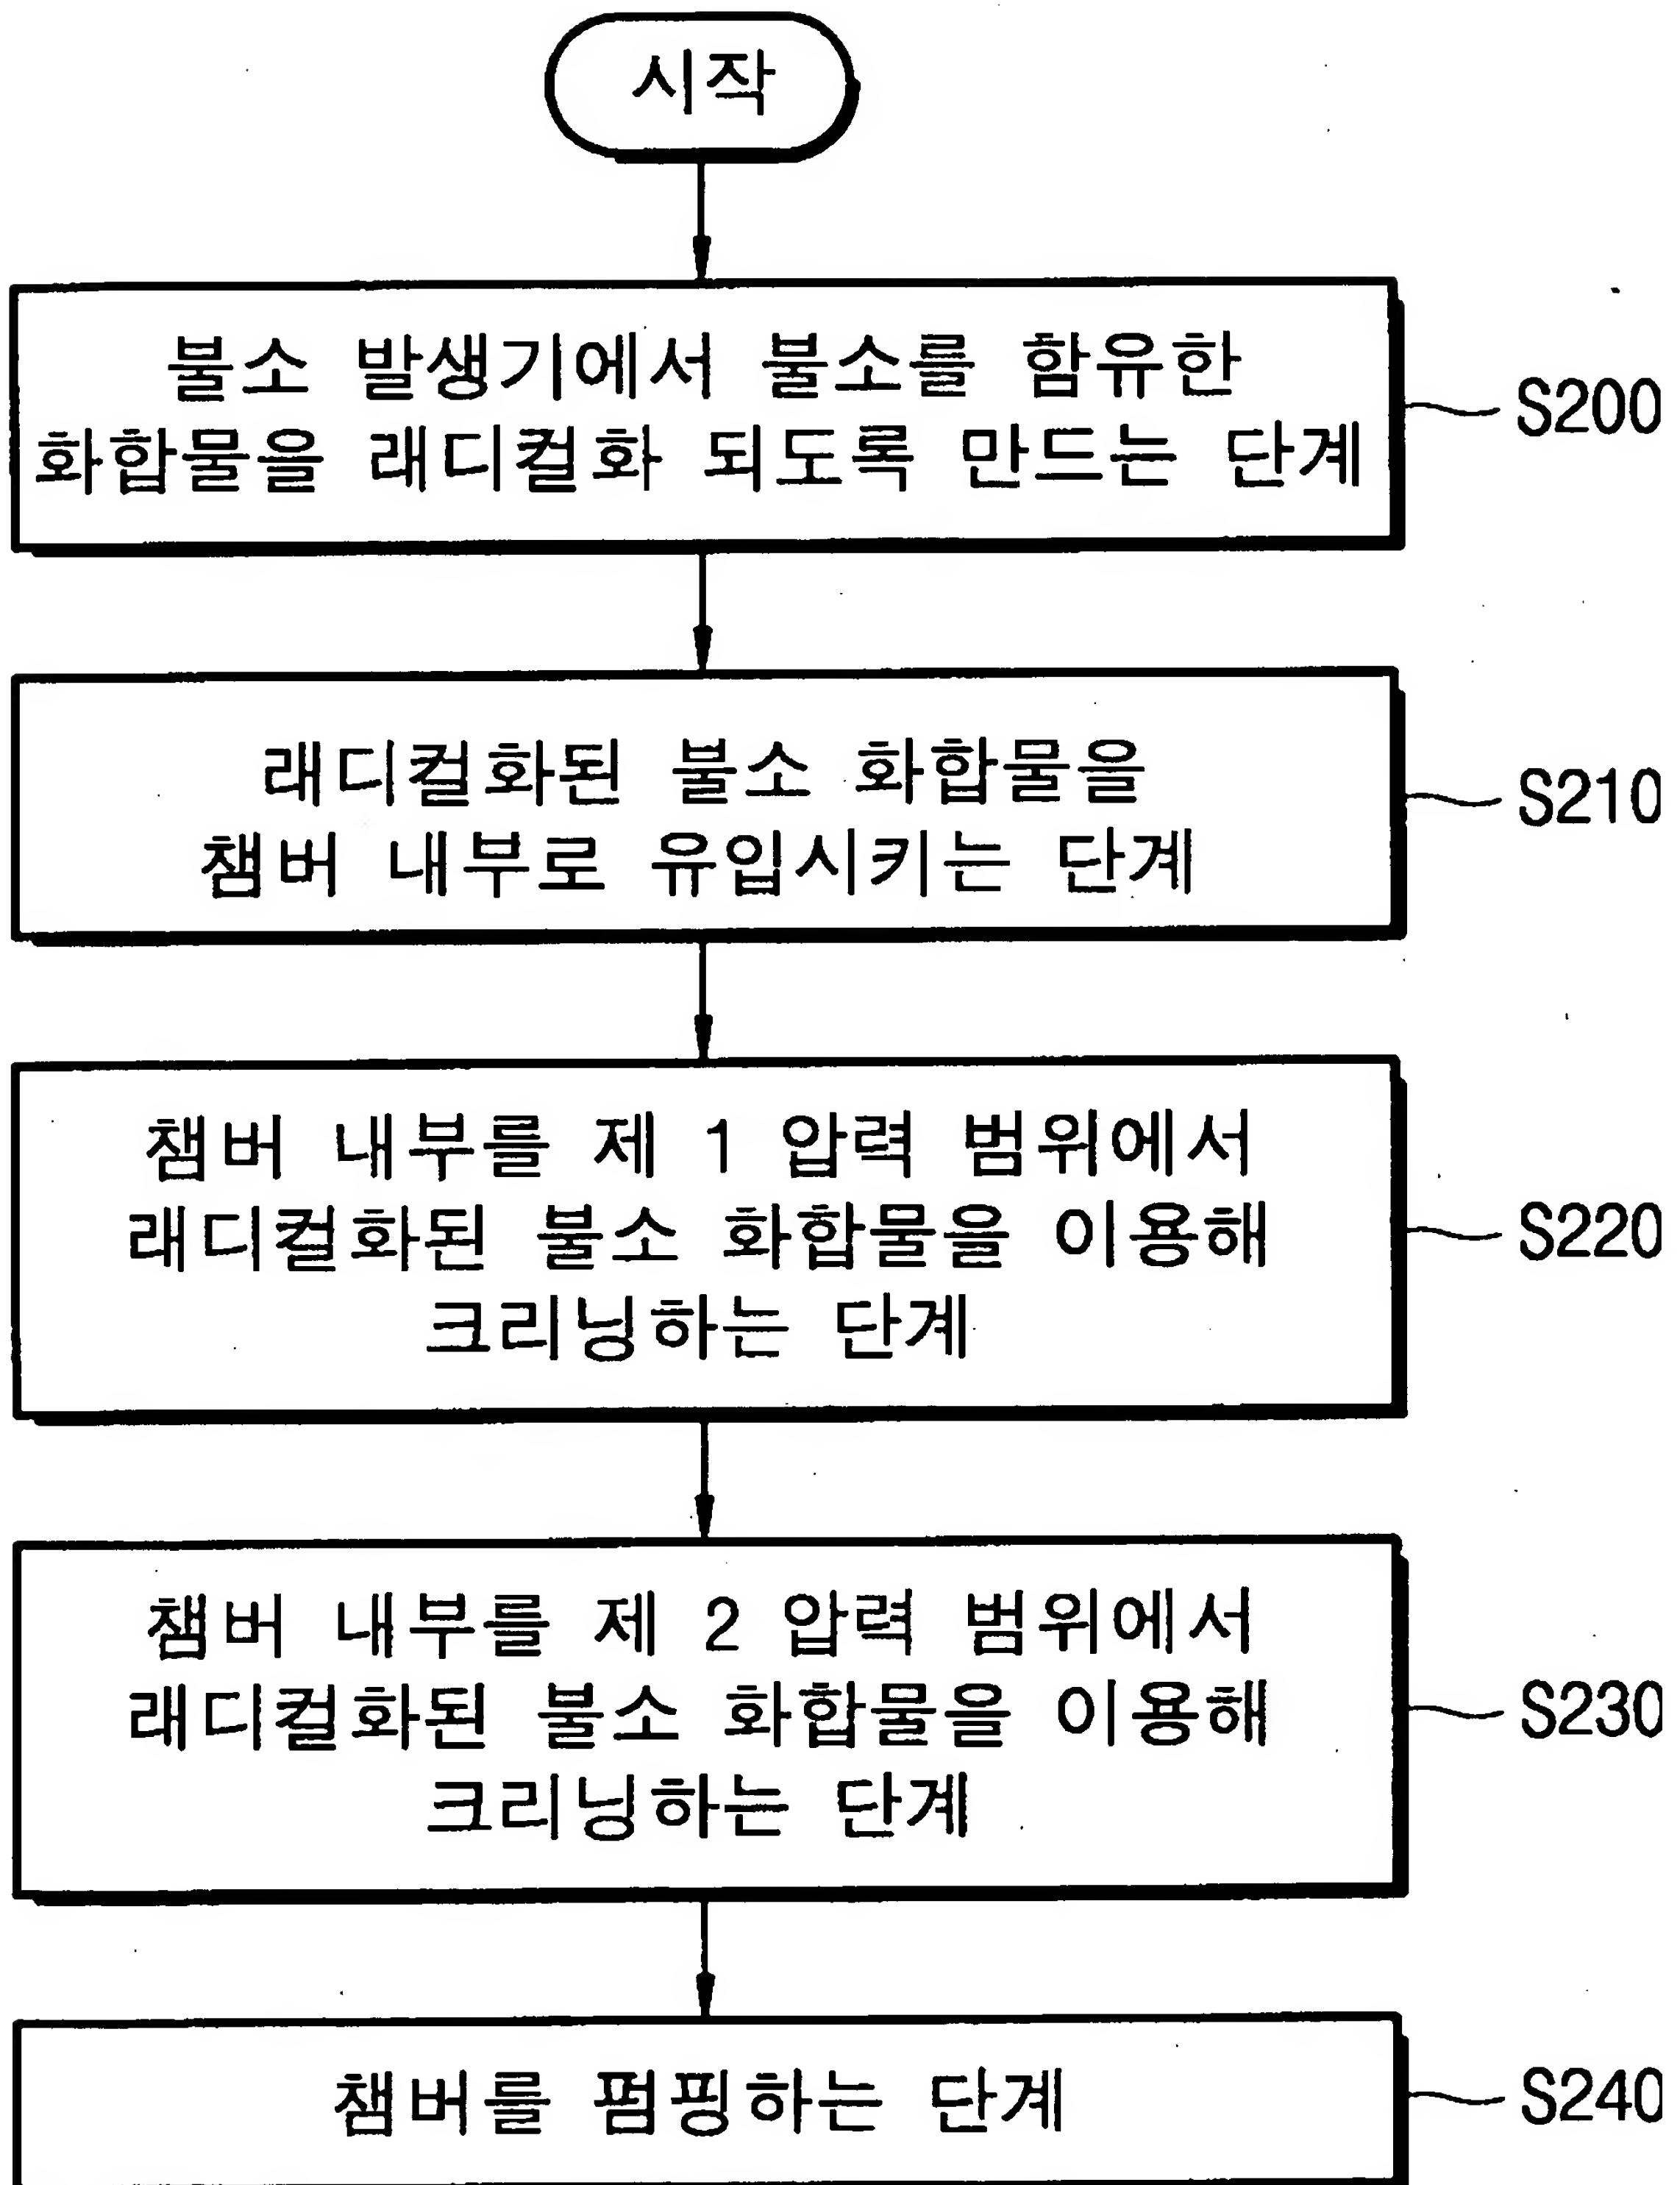 시작
불소 발생기에서 불소를 함유한
화합물을 래디컬화 되도록 만드는 단계
S200
래디컬화된 불소 화합물을
챔버 내부로 유입시키는 단계
S210
챔버 내부를 제 1 압력 범위에서
래디컬화된 불소 화합물을 이용해
크리닝하는 단계
S220
챔버 내부를 제 2 압력 범위에서
래디컬화된 불소 화합물을 이용해
크리닝하는 단계
S230
챔버를 펌핑하는 단계
S240